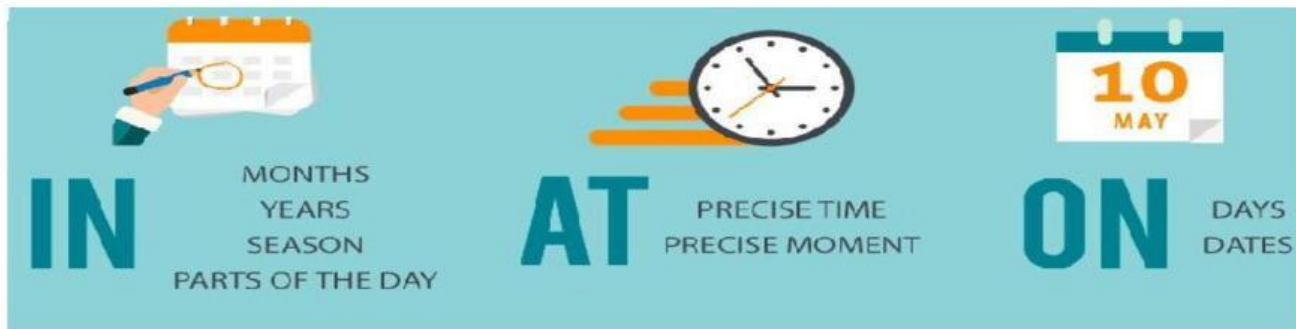 10
MAY
IN
MONTHS
YEARS
SEASON
PARTS OF THE DAY
AT
PRECISE TIME
PRECISE MOMENT
ON
DAYS
DATES